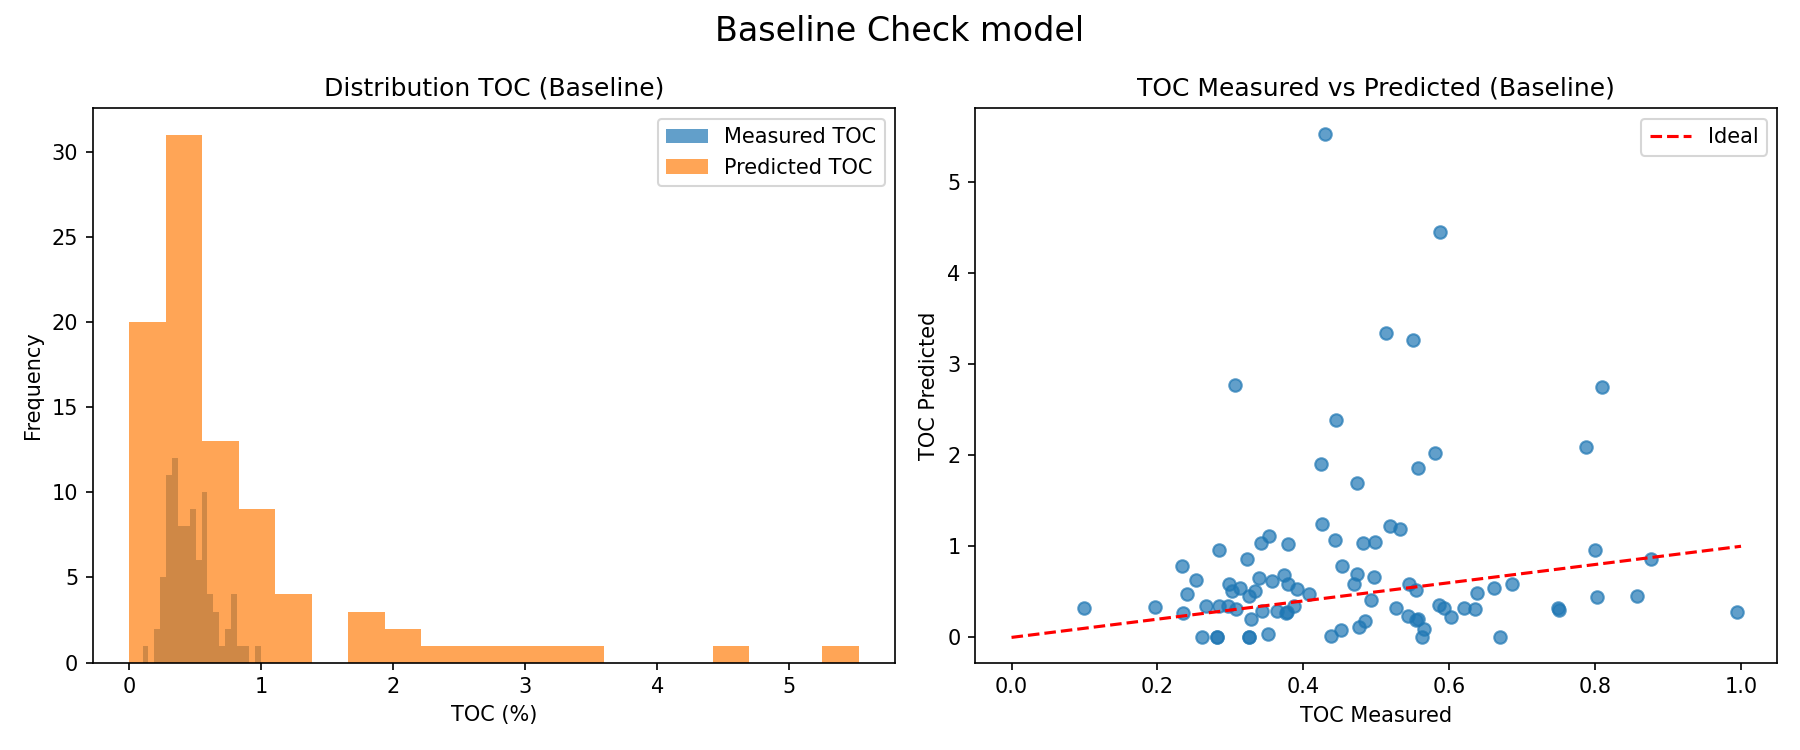 Baseline Check model
Distribution TOC (Baseline)
Measured TOC
Predicted TOC
Frequency
30
25
20
15
10
5
0
0 1 2 3 4 5
TOC (%)
TOC Measured vs Predicted (Baseline)
Ideal
TOC Predicted
5
4
3
2
1
0
0.0 0.2 0.4 0.6 0.8 1.0
TOC Measured